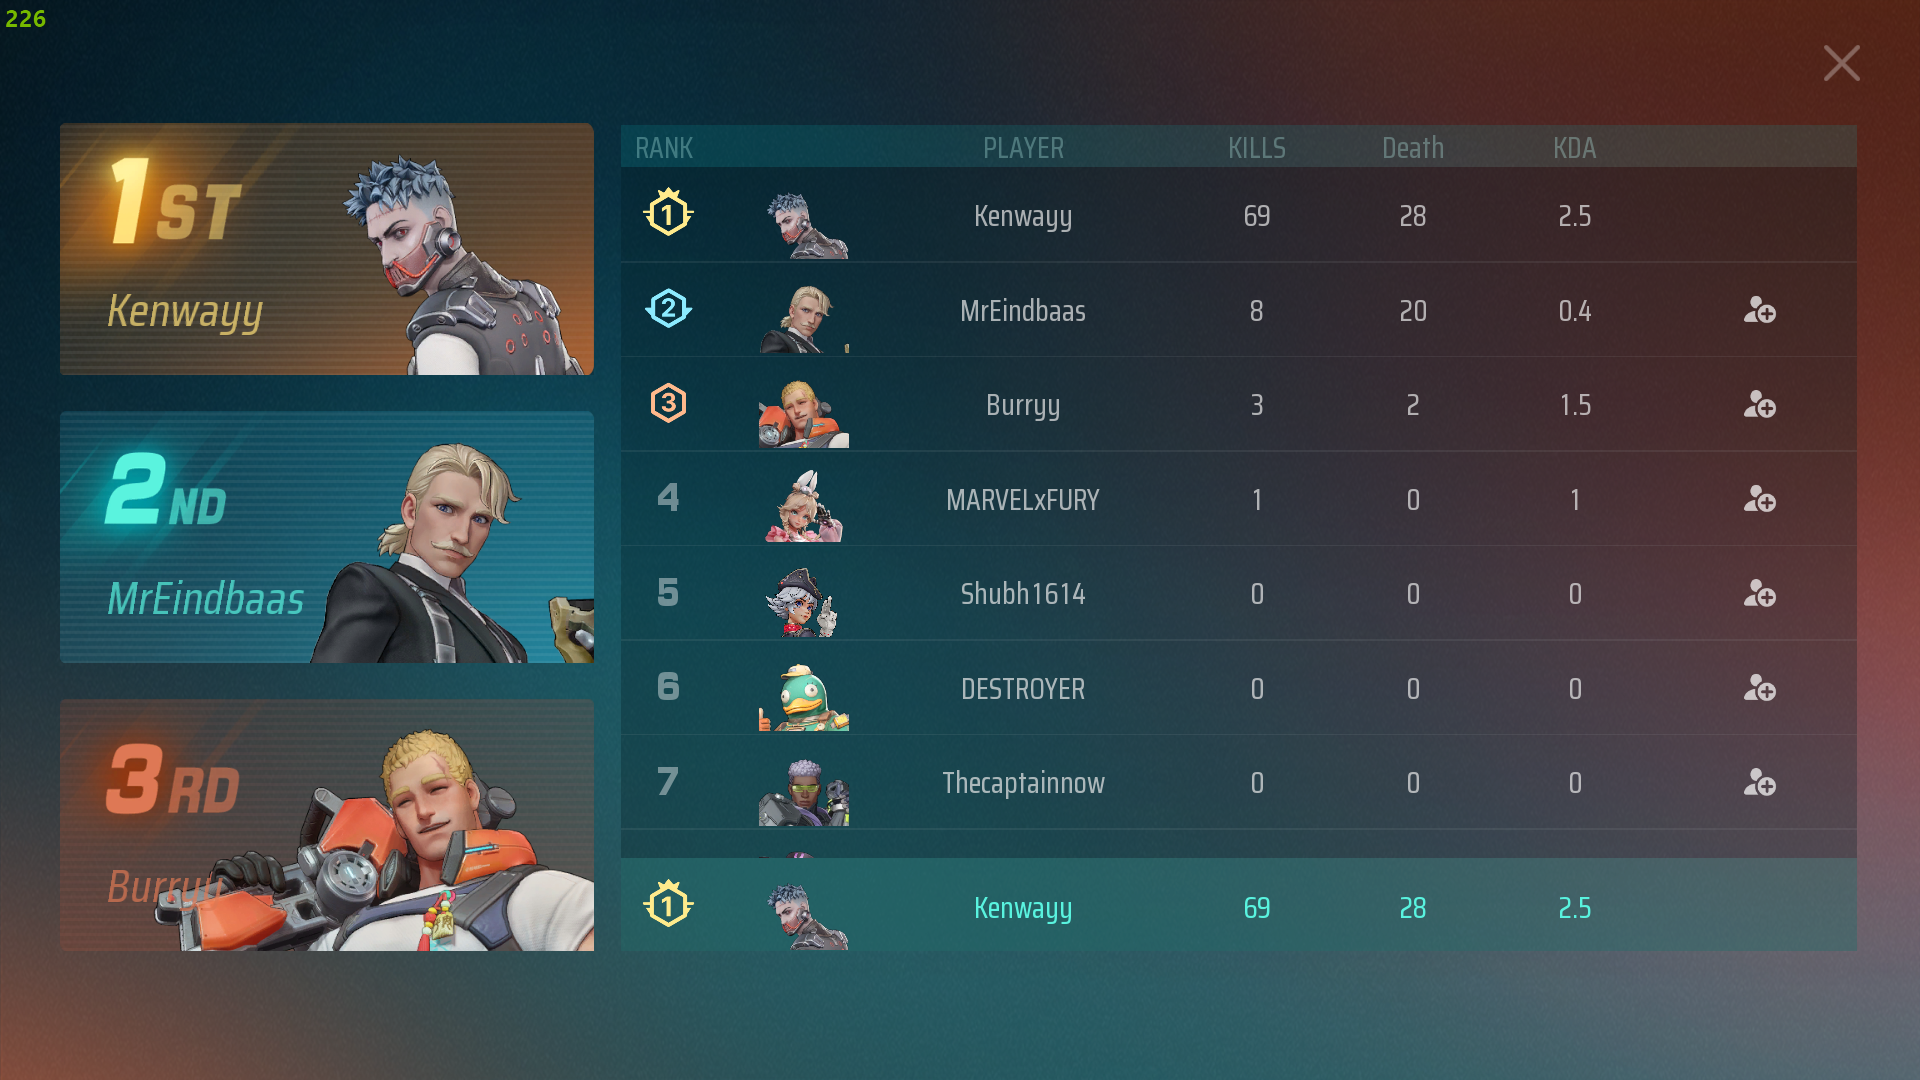 226
1ST
Kenwayy
2ND
MrEindbaas
3RD
Burryy
RANK PLAYER KILLS Death KDA
1 Kenwayy 69 28 2.5
2 MrEindbaas 8 20 0.4
3 Burryy 3 2 1.5
4 MARVELxFURY 1 0 1
5 Shubh1614 0 0 0
6 DESTROYER 0 0 0
7 Thecaptainnow 0 0 0
1 Kenwayy 69 28 2.5